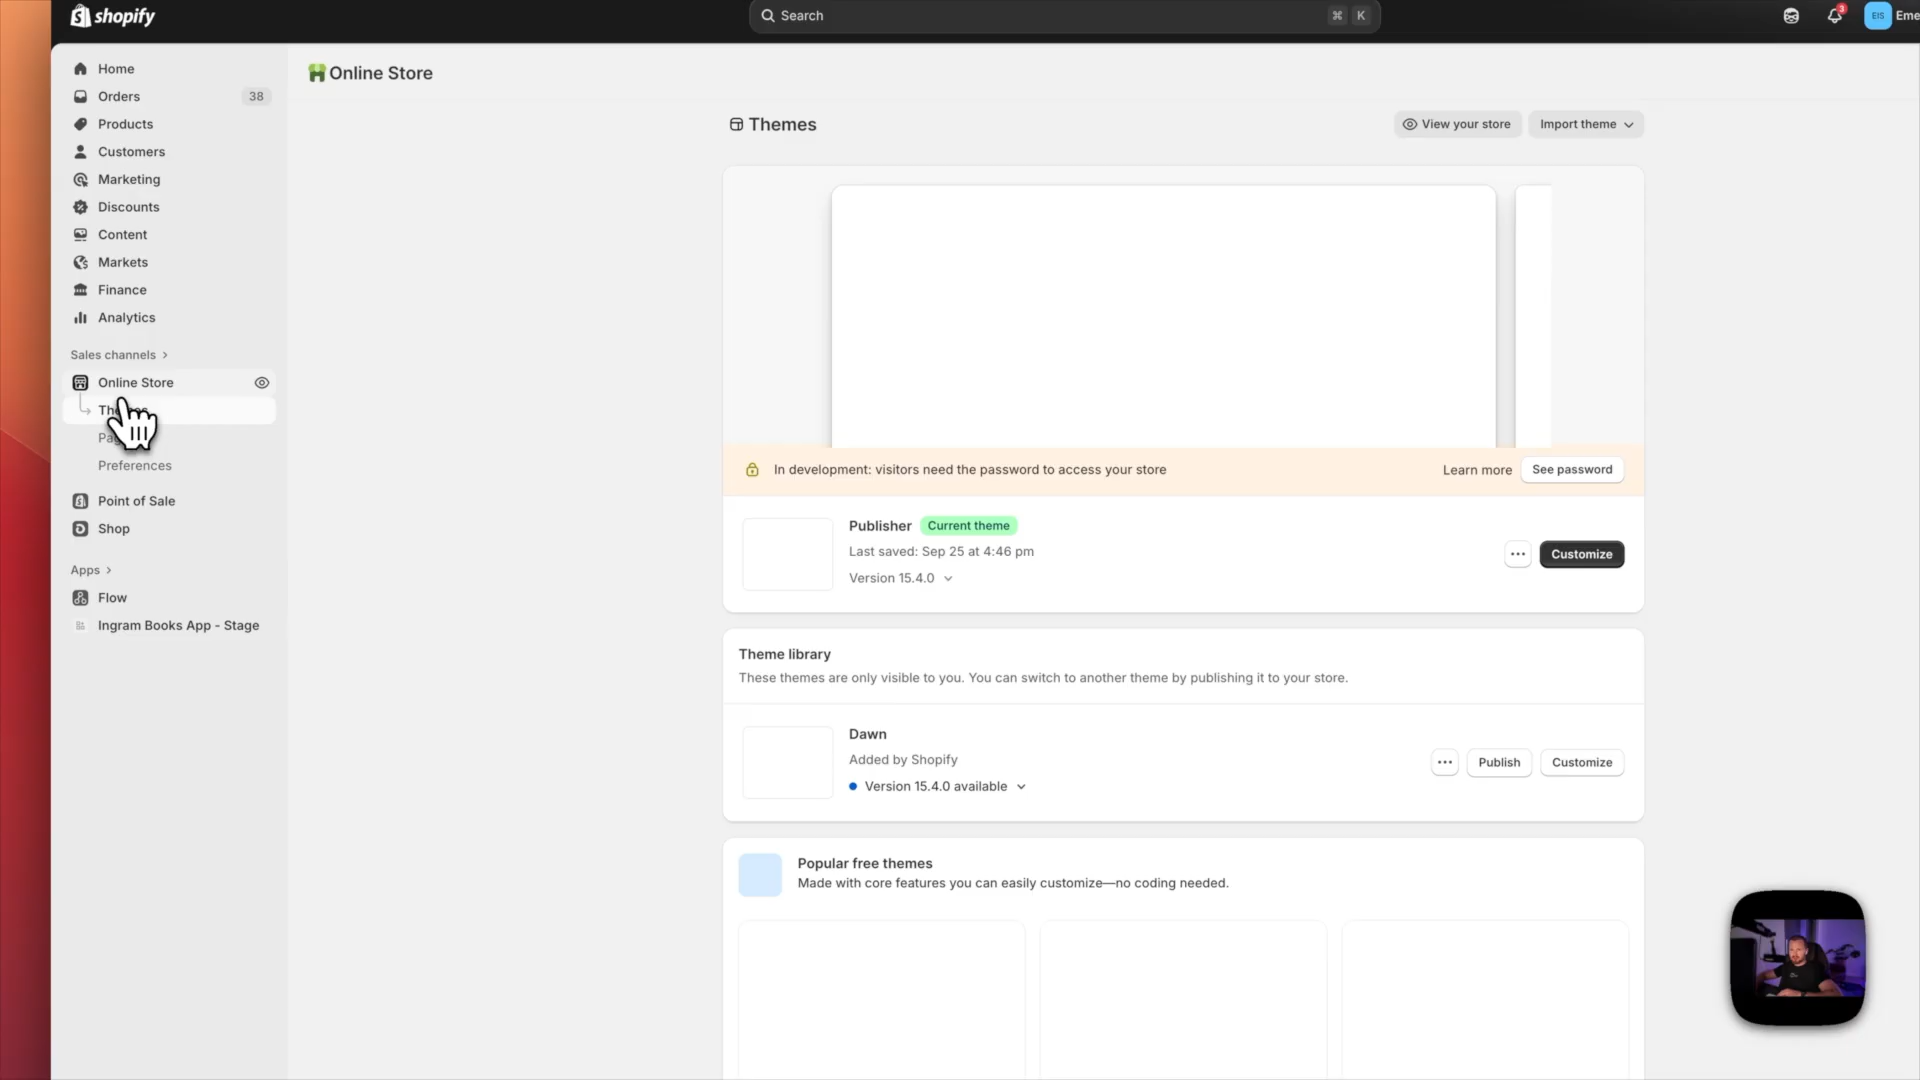 shopify
Search
⌘ K
3
EIS
Eme
Home
Orders
38
Products
Customers
Marketing
Discounts
Content
Markets
Finance
Analytics
Sales channels
Online Store
Preferences
Point of Sale
Shop
Apps
Flow
Ingram Books App - Stage
Online Store
Themes
View your store
Import theme
In development: visitors need the password to access your store
Learn more
See password
Publisher
Current theme
Last saved: Sep 25 at 4:46 pm
Version 15.4.0
Customize
Theme library
These themes are only visible to you. You can switch to another theme by publishing it to your store.
Dawn
Added by Shopify
Version 15.4.0 available
Publish
Customize
Popular free themes
Made with core features you can easily customize—no coding needed.